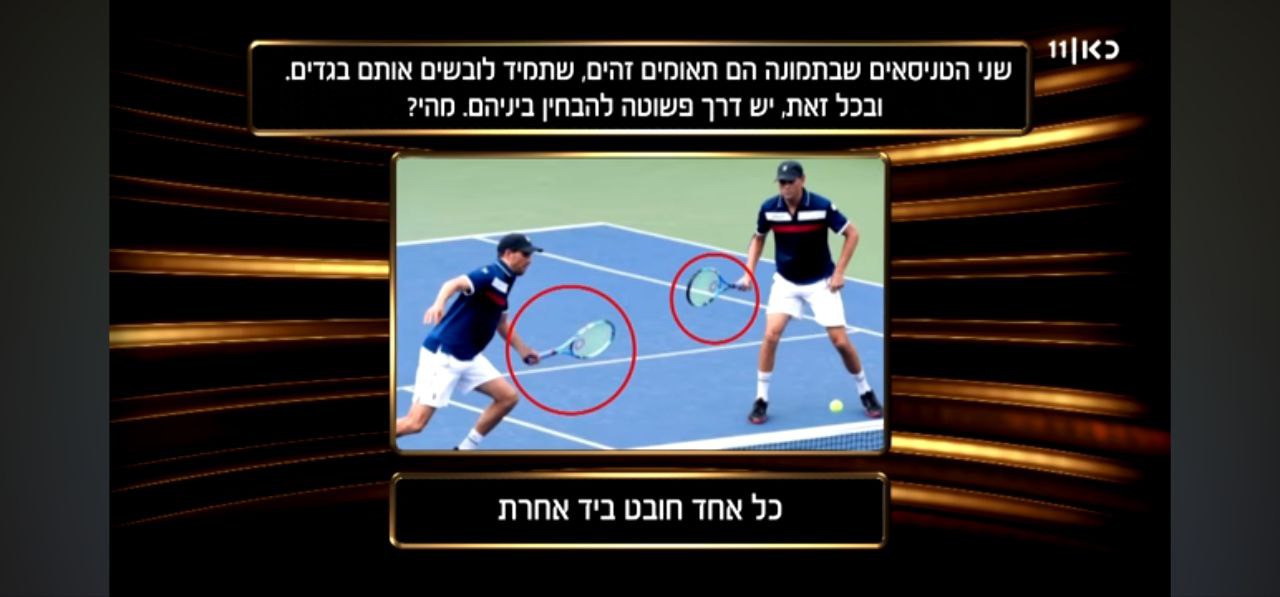 כאן 11
שני הטניסאים שבתמונה הם תאומים זהים, שתמיד לובשים אותם בגדים.
ובכל זאת, יש דרך פשוטה להבחין ביניהם. מהי?
כל אחד חובט ביד אחרת